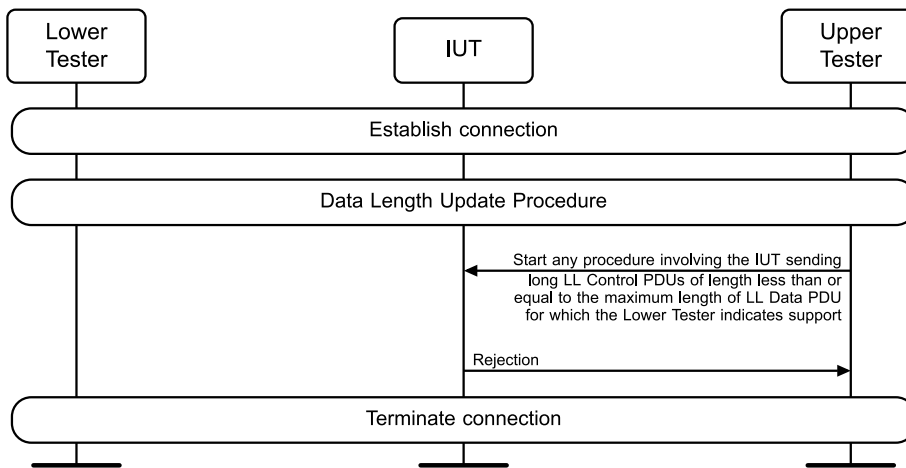 Lower
Tester
IUT
Upper
Tester
Establish connection
Data Length Update Procedure
Start any procedure involving the IUT sending
long LL Control PDUs of length less than or
equal to the maximum length of LL Data PDU
for which the Lower Tester indicates support
Rejection
Terminate connection